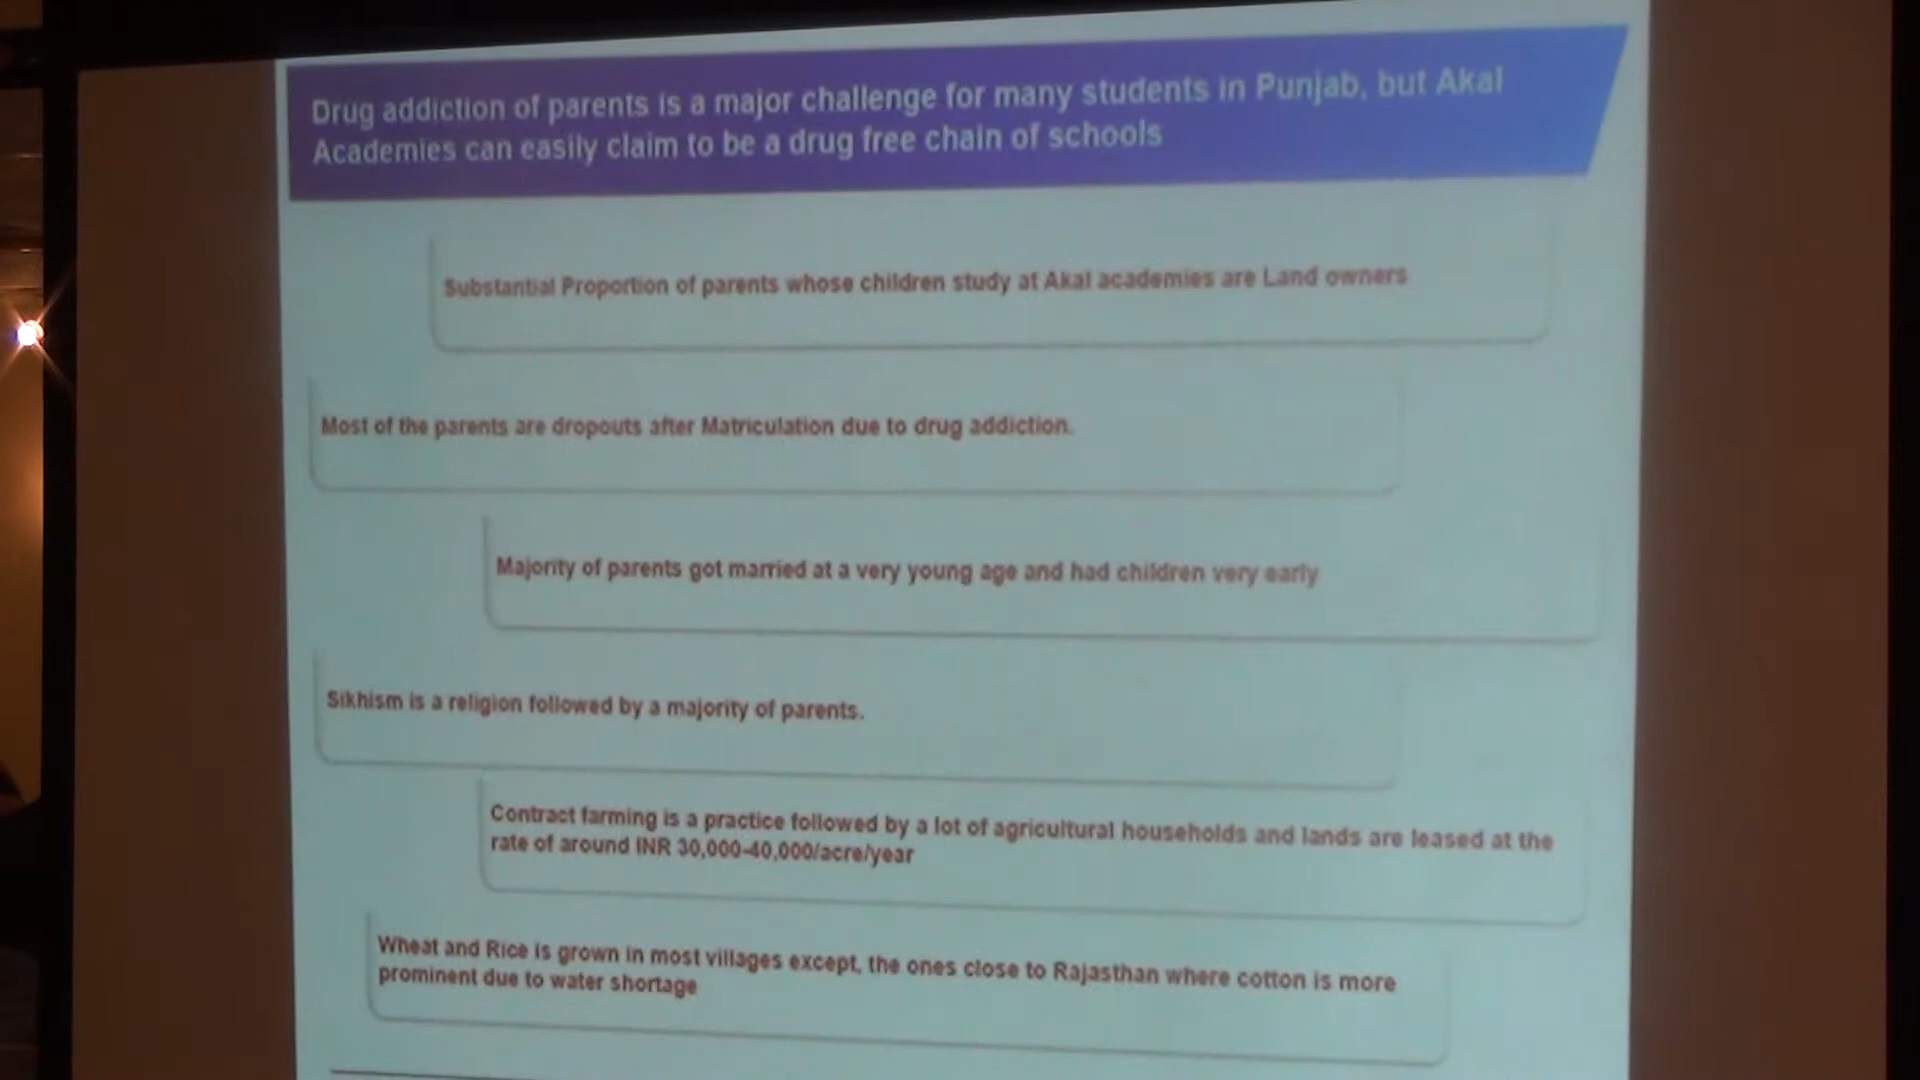 Drug addiction of parents is a major challenge for many students in Punjab, but Akal
Academies can easily claim to be a drug free chain of schools
Substantial Proportion of parents whose children study at Akal academies are Land owners
Most of the parents are dropouts after Matriculation due to drug addiction.
Majority of parents got married at a very young age and had children very early
Sikhism is a religion followed by a majority of parents.
Contract farming is a practice followed by a lot of agricultural households and lands are leased at the
rate of around INR 30,000-40,000/acre/year
Wheat and Rice is grown in most villages except, the ones close to Rajasthan where cotton is more
prominent due to water shortage